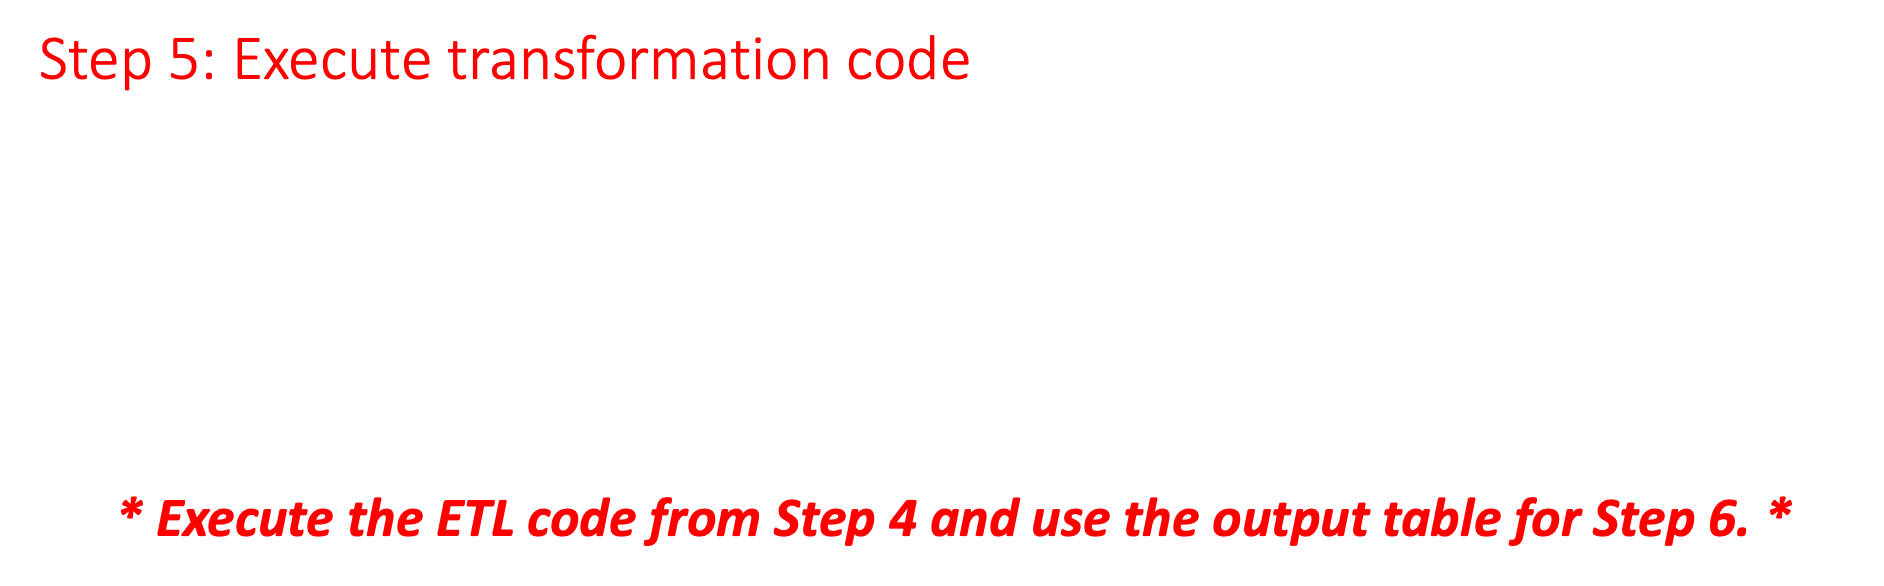 Step 5: Execute transformation code
* Execute the ETL code from Step 4 and use the output table for Step 6. *